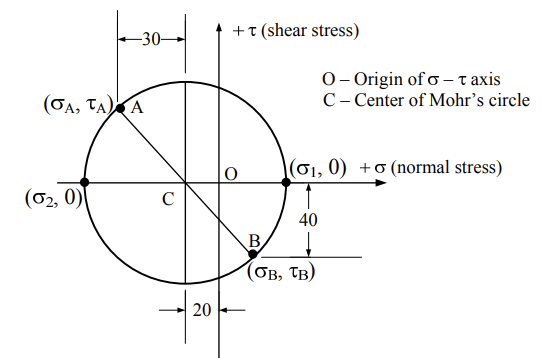 30
+ τ (shear stress)
O – Origin of σ – τ axis
C – Center of Mohr's circle
(σA, τA) A
O
(σ1, 0) + σ (normal stress)
(σ2, 0)
C
40
B
(σB, τB)
20